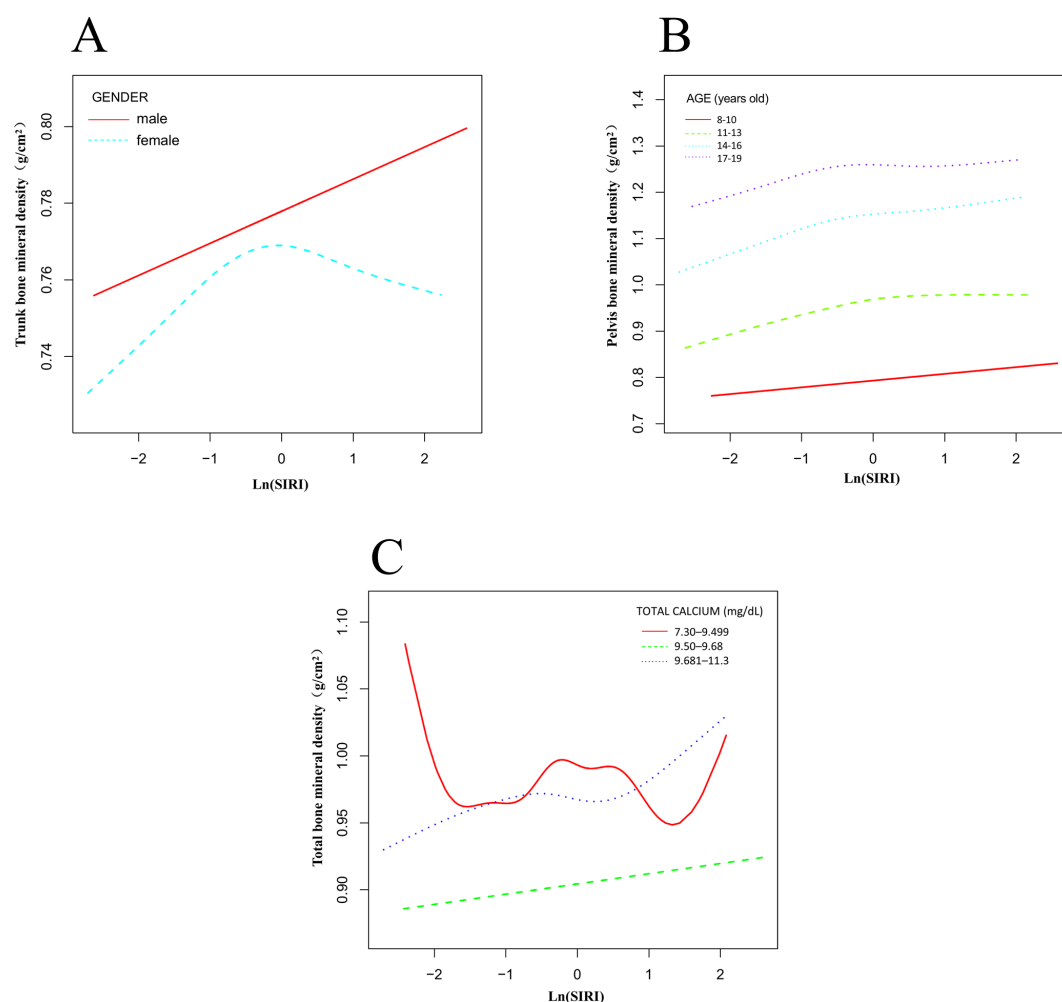 A
GENDER
male
female
Trunk bone mineral density（g/cm²）
0.80
0.78
0.76
0.74
−2 −1 0 1 2
Ln(SIRI)
B
AGE (years old)
8-10
11-13
14-16
17-19
Pelvis bone mineral density（g/cm²）
1.4
1.3
1.2
1.1
1.0
0.9
0.8
0.7
−2 −1 0 1 2
Ln(SIRI)
C
TOTAL CALCIUM (mg/dL)
7.30–9.499
9.50–9.68
9.681–11.3
Total bone mineral density（g/cm²）
1.10
1.05
1.00
0.95
0.90
−2 −1 0 1 2
Ln(SIRI)